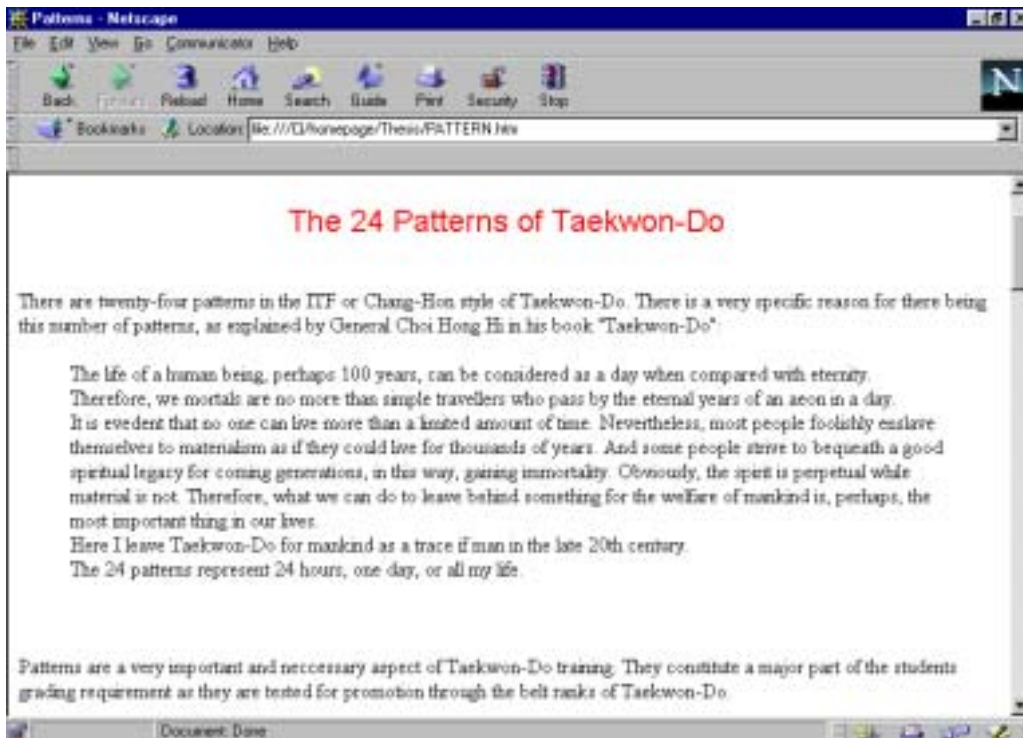 Patterns - Netscape
File Edit View Go Communicator Help
Back Forward Reload Home Search Guide Print Security Stop
N
Bookmarks Location: file:///C|/homepage/Thesis/PATTERN.htm
The 24 Patterns of Taekwon-Do
There are twenty-four patterns in the ITF or Chang-Hon style of Taekwon-Do. There is a very specific reason for there being
this number of patterns, as explained by General Choi Hong Hi in his book "Taekwon-Do":
The life of a human being, perhaps 100 years, can be considered as a day when compared with eternity.
Therefore, we mortals are no more than simple travellers who pass by the eternal years of an aeon in a day.
It is evedent that no one can live more than a limited amount of time. Nevertheless, most people foolishly enslave
themselves to materialism as if they could live for thousands of years. And some people strive to bequeath a good
spiritual legacy for coming generations, in this way, gaining immortality. Obviously, the spirit is perpetual while
material is not. Therefore, what we can do to leave behind something for the welfare of mankind is, perhaps, the
most important thing in our lives.
Here I leave Taekwon-Do for mankind as a trace if man in the late 20th century.
The 24 patterns represent 24 hours, one day, or all my life.
Patterns are a very important and neccessary aspect of Taekwon-Do training. They constitute a major part of the students
grading requirement as they are tested for promotion through the belt ranks of Taekwon-Do.
Document: Done